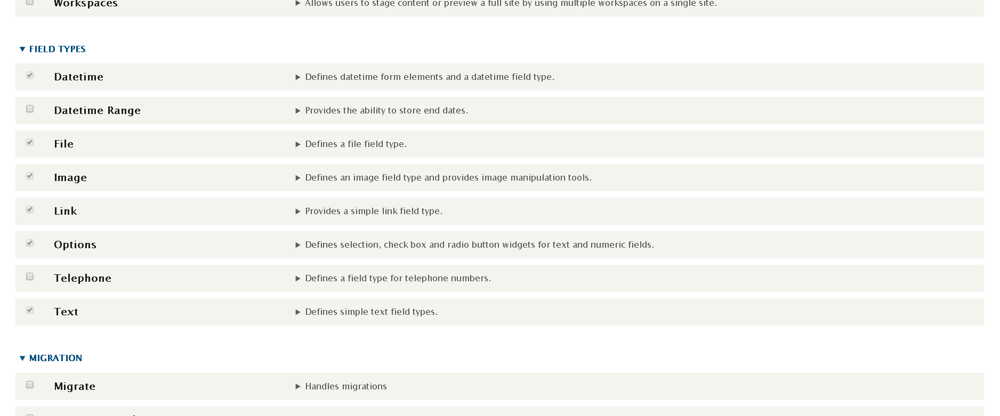 Workspaces Allows users to stage content or preview a full site by using multiple workspaces on a single site.
FIELD TYPES
Datetime Defines datetime form elements and a datetime field type.
Datetime Range Provides the ability to store end dates.
File Defines a file field type.
Image Defines an image field type and provides image manipulation tools.
Link Provides a simple link field type.
Options Defines selection, check box and radio button widgets for text and numeric fields.
Telephone Defines a field type for telephone numbers.
Text Defines simple text field types.
MIGRATION
Migrate Handles migrations